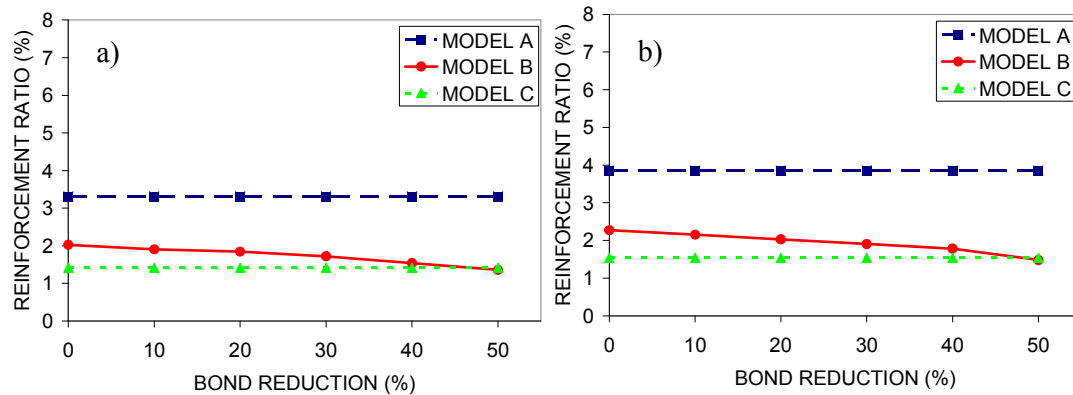 a)
MODEL A
MODEL B
MODEL C
REINFORCEMENT RATIO (%)
8
7
6
5
4
3
2
1
0
0 10 20 30 40 50
BOND REDUCTION (%)
b)
MODEL A
MODEL B
MODEL C
REINFORCEMENT RATIO (%)
8
7
6
5
4
3
2
1
0
0 10 20 30 40 50
BOND REDUCTION (%)